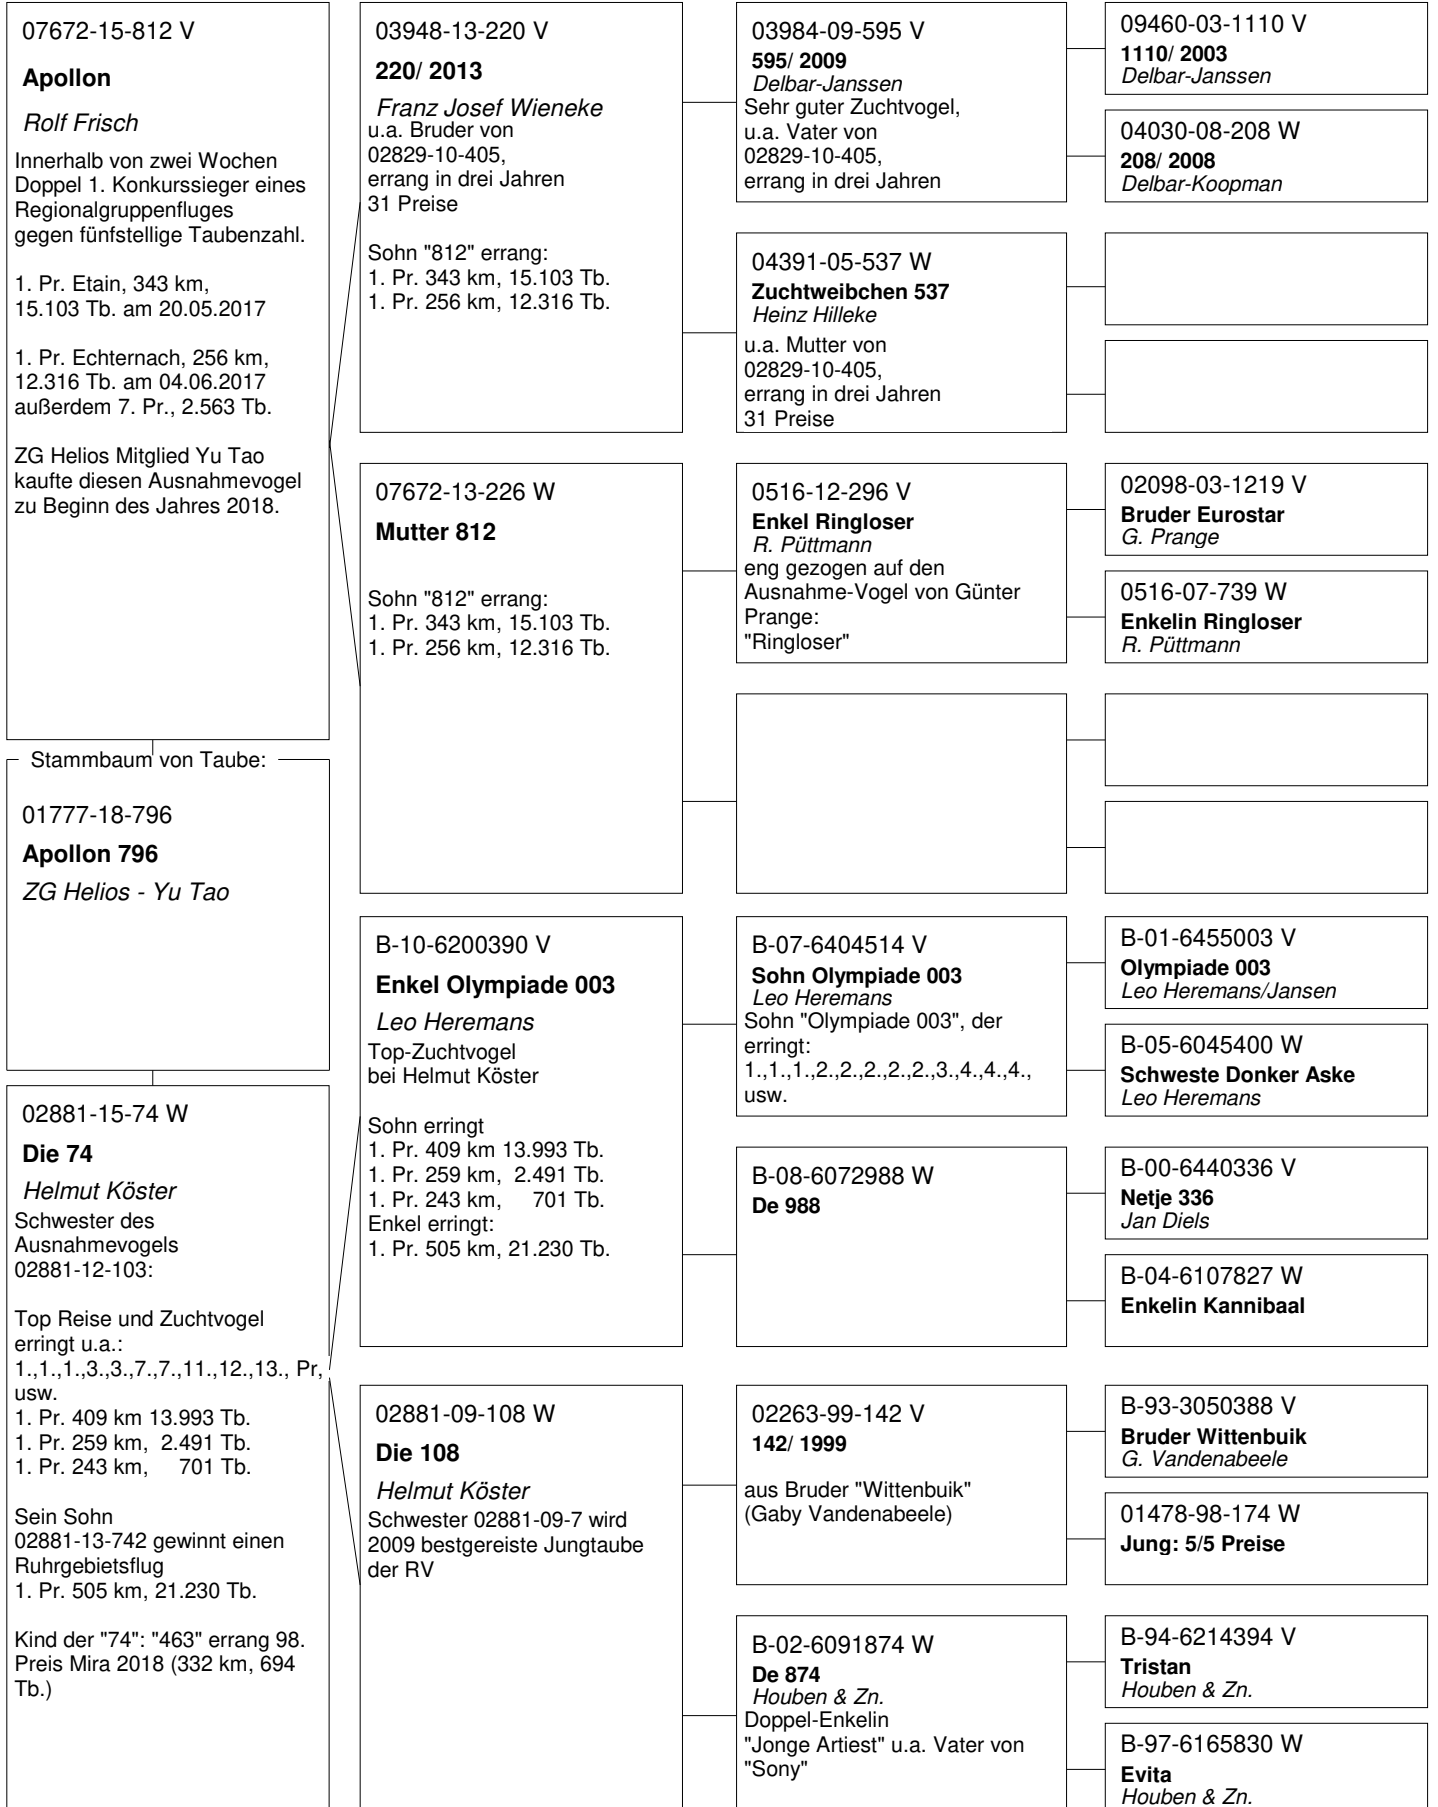 07672-15-812 V
Apollon
Rolf Frisch
Innerhalb von zwei Wochen
Doppel 1. Konkurssieger eines
Regionalgruppenfluges
gegen fünfstellige Taubenzahl.
1. Pr. Etain, 343 km,
15.103 Tb. am 20.05.2017
1. Pr. Echternach, 256 km,
12.316 Tb. am 04.06.2017
außerdem 7. Pr., 2.563 Tb.
ZG Helios Mitglied Yu Tao
kaufte diesen Ausnahmevogel
zu Beginn des Jahres 2018.
Stammbaum von Taube:
01777-18-796
Apollon 796
ZG Helios - Yu Tao
02881-15-74 W
Die 74
Helmut Köster
Schwester des
Ausnahmevogels
02881-12-103:
Top Reise und Zuchtvogel
erringt u.a.:
1.,1.,1.,3.,3.,7.,7.,11.,12.,13., Pr,
usw.
1. Pr. 409 km 13.993 Tb.
1. Pr. 259 km, 2.491 Tb.
1. Pr. 243 km, 701 Tb.
Sein Sohn
02881-13-742 gewinnt einen
Ruhrgebietsflug
1. Pr. 505 km, 21.230 Tb.
Kind der "74": "463" errang 98.
Preis Mira 2018 (332 km, 694
Tb.)
03948-13-220 V
220/ 2013
Franz Josef Wieneke
u.a. Bruder von
02829-10-405,
errang in drei Jahren
31 Preise
Sohn "812" errang:
1. Pr. 343 km, 15.103 Tb.
1. Pr. 256 km, 12.316 Tb.
07672-13-226 W
Mutter 812
Sohn "812" errang:
1. Pr. 343 km, 15.103 Tb.
1. Pr. 256 km, 12.316 Tb.
B-10-6200390 V
Enkel Olympiade 003
Leo Heremans
Top-Zuchtvogel
bei Helmut Köster
Sohn erringt
1. Pr. 409 km 13.993 Tb.
1. Pr. 259 km, 2.491 Tb.
1. Pr. 243 km, 701 Tb.
Enkel erringt:
1. Pr. 505 km, 21.230 Tb.
02881-09-108 W
Die 108
Helmut Köster
Schwester 02881-09-7 wird
2009 bestgereiste Jungtaube
der RV
03984-09-595 V
595/ 2009
Delbar-Janssen
Sehr guter Zuchtvogel,
u.a. Vater von
02829-10-405,
errang in drei Jahren
04391-05-537 W
Zuchtweibchen 537
Heinz Hilleke
u.a. Mutter von
02829-10-405,
errang in drei Jahren
31 Preise
0516-12-296 V
Enkel Ringloser
R. Püttmann
eng gezogen auf den
Ausnahme-Vogel von Günter
Prange:
"Ringloser"
B-07-6404514 V
Sohn Olympiade 003
Leo Heremans
Sohn "Olympiade 003", der
erringt:
1.,1.,1.,2.,2.,2.,2.,2.,3.,4.,4.,4.,
usw.
B-08-6072988 W
De 988
02263-99-142 V
142/ 1999
aus Bruder "Wittenbuik"
(Gaby Vandenabeele)
B-02-6091874 W
De 874
Houben & Zn.
Doppel-Enkelin
"Jonge Artiest" u.a. Vater von
"Sony"
09460-03-1110 V
1110/ 2003
Delbar-Janssen
04030-08-208 W
208/ 2008
Delbar-Koopman
02098-03-1219 V
Bruder Eurostar
G. Prange
0516-07-739 W
Enkelin Ringloser
R. Püttmann
B-01-6455003 V
Olympiade 003
Leo Heremans/Jansen
B-05-6045400 W
Schweste Donker Aske
Leo Heremans
B-00-6440336 V
Netje 336
Jan Diels
B-04-6107827 W
Enkelin Kannibaal
B-93-3050388 V
Bruder Wittenbuik
G. Vandenabeele
01478-98-174 W
Jung: 5/5 Preise
B-94-6214394 V
Tristan
Houben & Zn.
B-97-6165830 W
Evita
Houben & Zn.